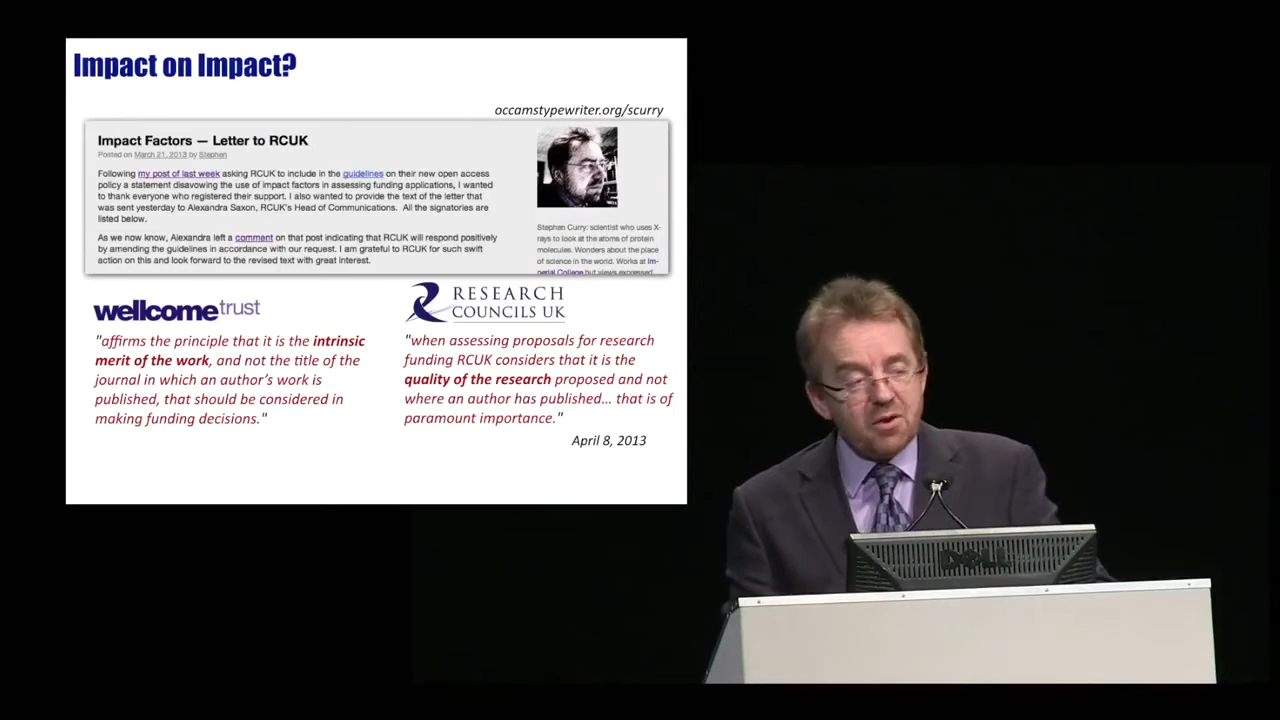 Impact on Impact?
occamstypewriter.org/scurry
Impact Factors — Letter to RCUK
Posted on March 21, 2013 by Stephen
Following my post of last week asking RCUK to include in the guidelines on their new open access
policy a statement disavowing the use of impact factors in assessing funding applications, I wanted
to thank everyone who registered their support. I also wanted to provide the text of the letter that
was sent yesterday to Alexandra Saxon, RCUK's Head of Communications.  All the signatories are
listed below.
As we now know, Alexandra left a comment on that post indicating that RCUK will respond positively
by amending the guidelines in accordance with our request. I am grateful to RCUK for such swift
action on this and look forward to the revised text with great interest.
Stephen Curry: scientist who uses X-
rays to look at the atoms of protein
molecules. Wonders about the place
of science in the world. Works at Im-
perial College but views expressed
wellcometrust
"affirms the principle that it is the intrinsic
merit of the work, and not the title of the
journal in which an author's work is
published, that should be considered in
making funding decisions."
RESEARCH
COUNCILS UK
"when assessing proposals for research
funding RCUK considers that it is the
quality of the research proposed and not
where an author has published... that is of
paramount importance."
April 8, 2013
DELL